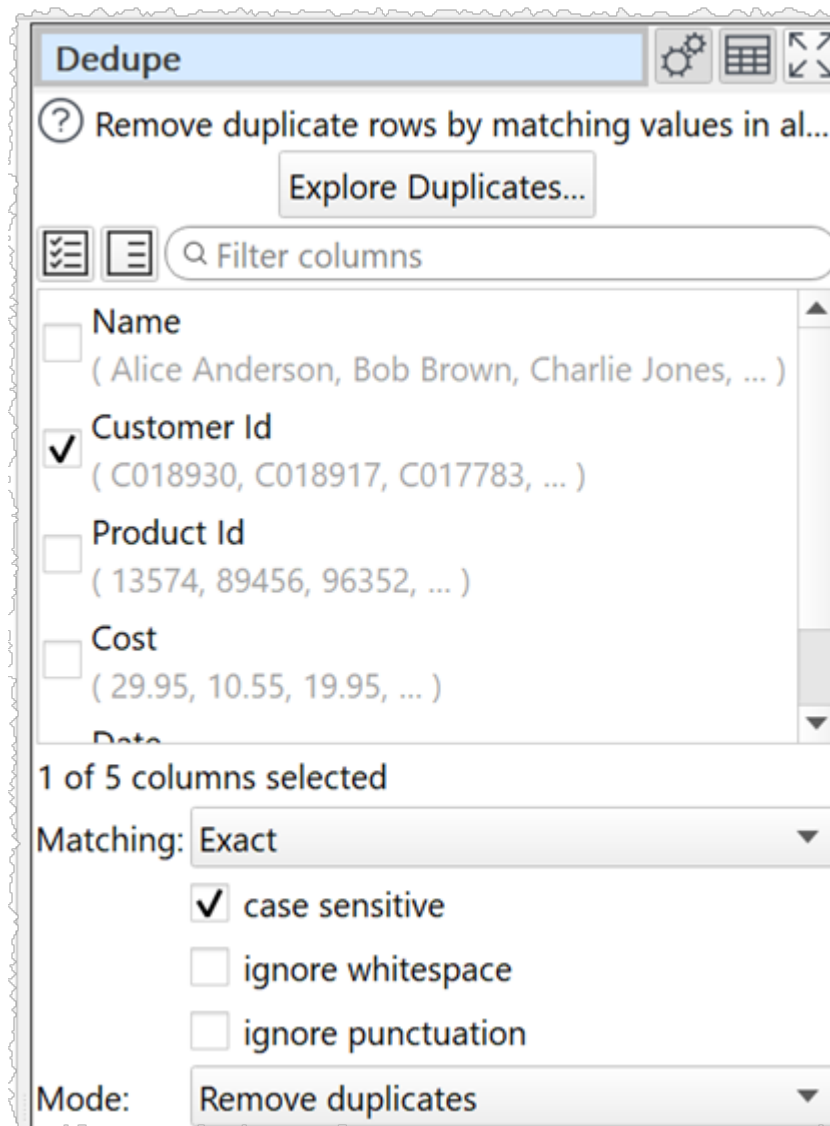 Dedupe
Remove duplicate rows by matching values in al...
Explore Duplicates...
Filter columns
Name
( Alice Anderson, Bob Brown, Charlie Jones, ... )
Customer Id
( C018930, C018917, C017783, ... )
Product Id
( 13574, 89456, 96352, ... )
Cost
( 29.95, 10.55, 19.95, ... )
Date
1 of 5 columns selected
Matching: Exact
case sensitive
ignore whitespace
ignore punctuation
Mode: Remove duplicates